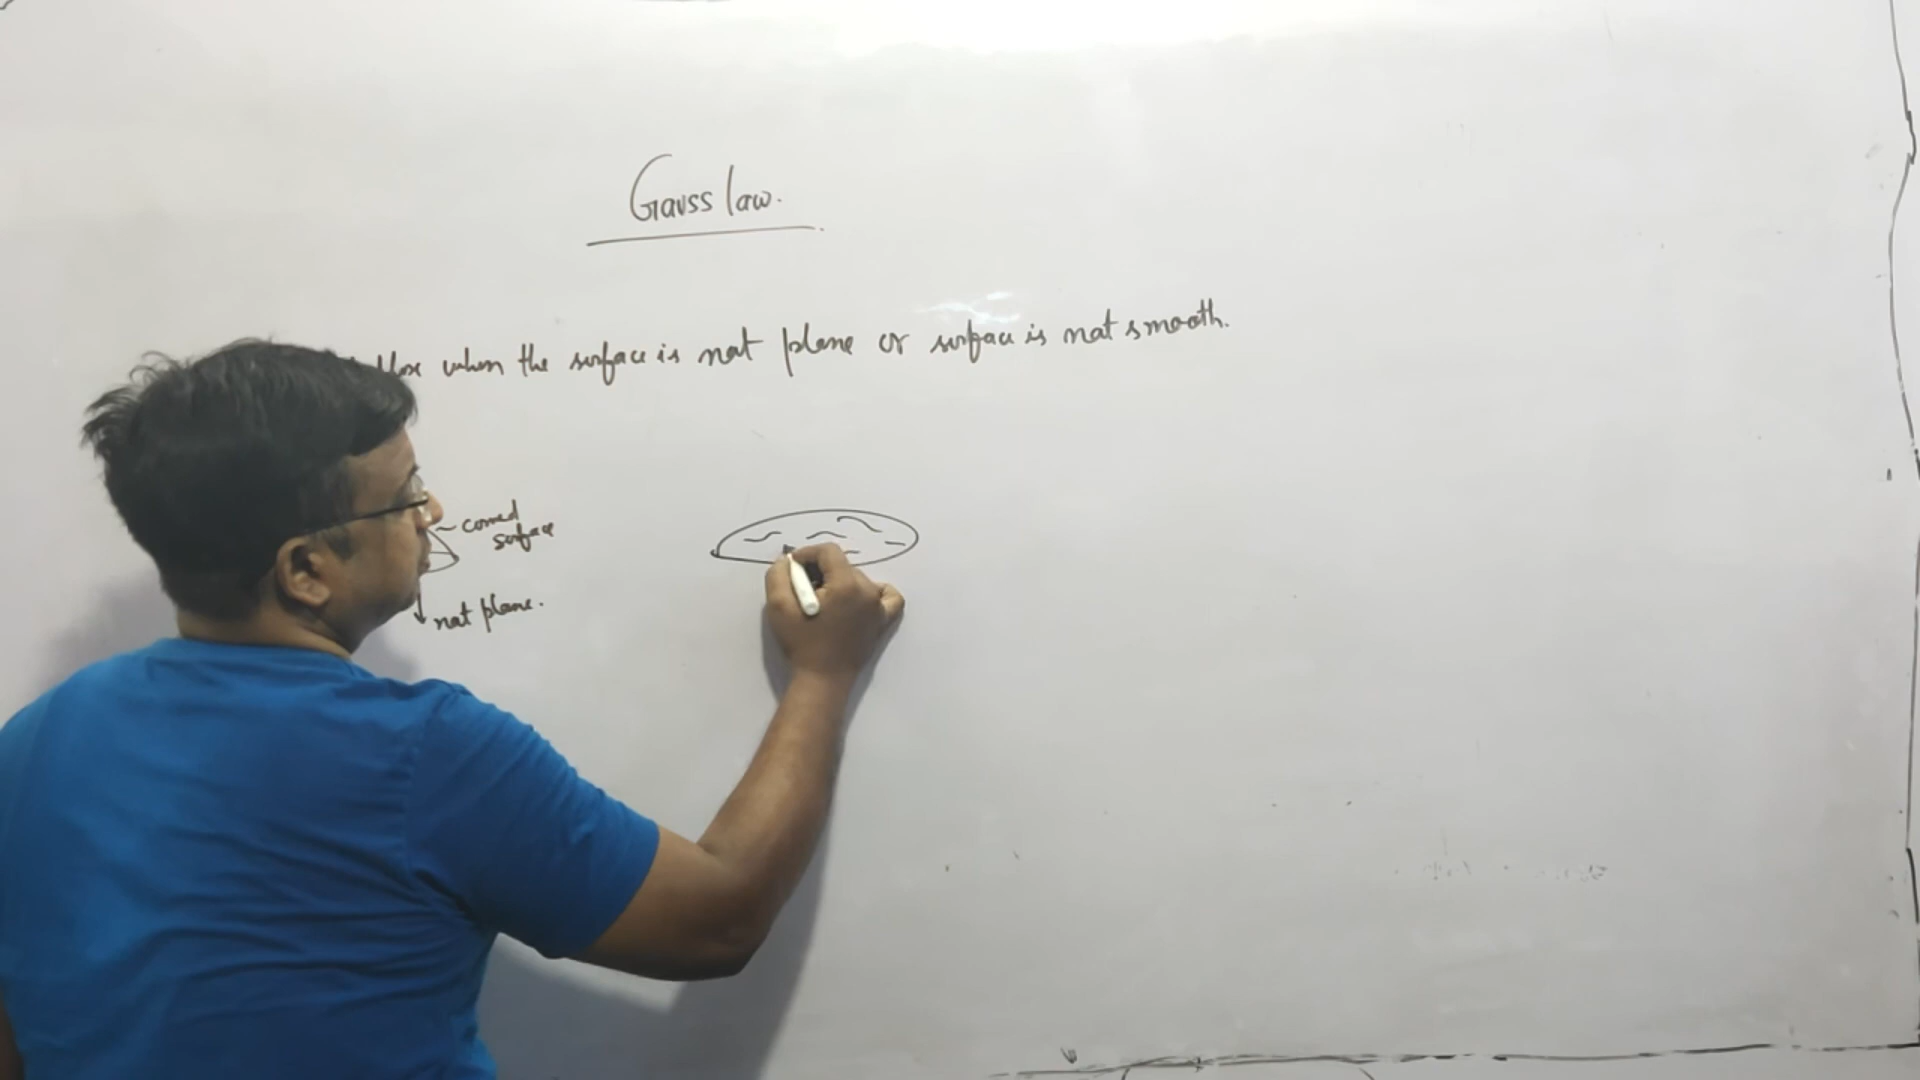 Gauss law.
flux when the surface is not plane or surface is not smooth.
curved
surface
not plane.